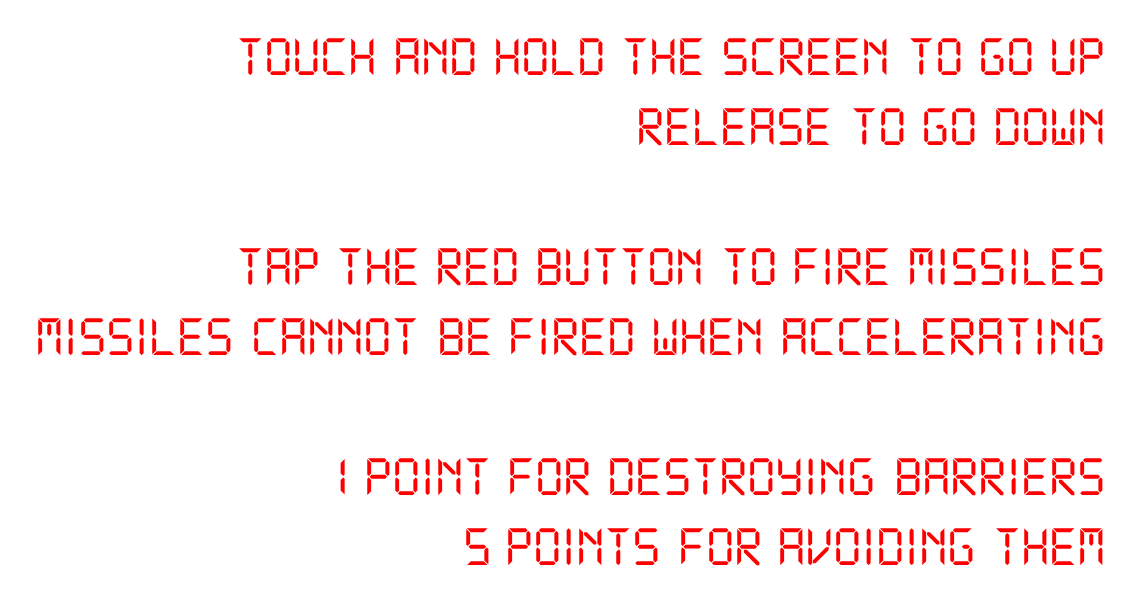 TOUCH AND HOLD THE SCREEN TO GO UP
RELEASE TO GO DOWN
TAP THE RED BUTTON TO FIRE MISSILES
MISSILES CANNOT BE FIRED WHEN ACCELERATING
1 POINT FOR DESTROYING BARRIERS
5 POINTS FOR AVOIDING THEM